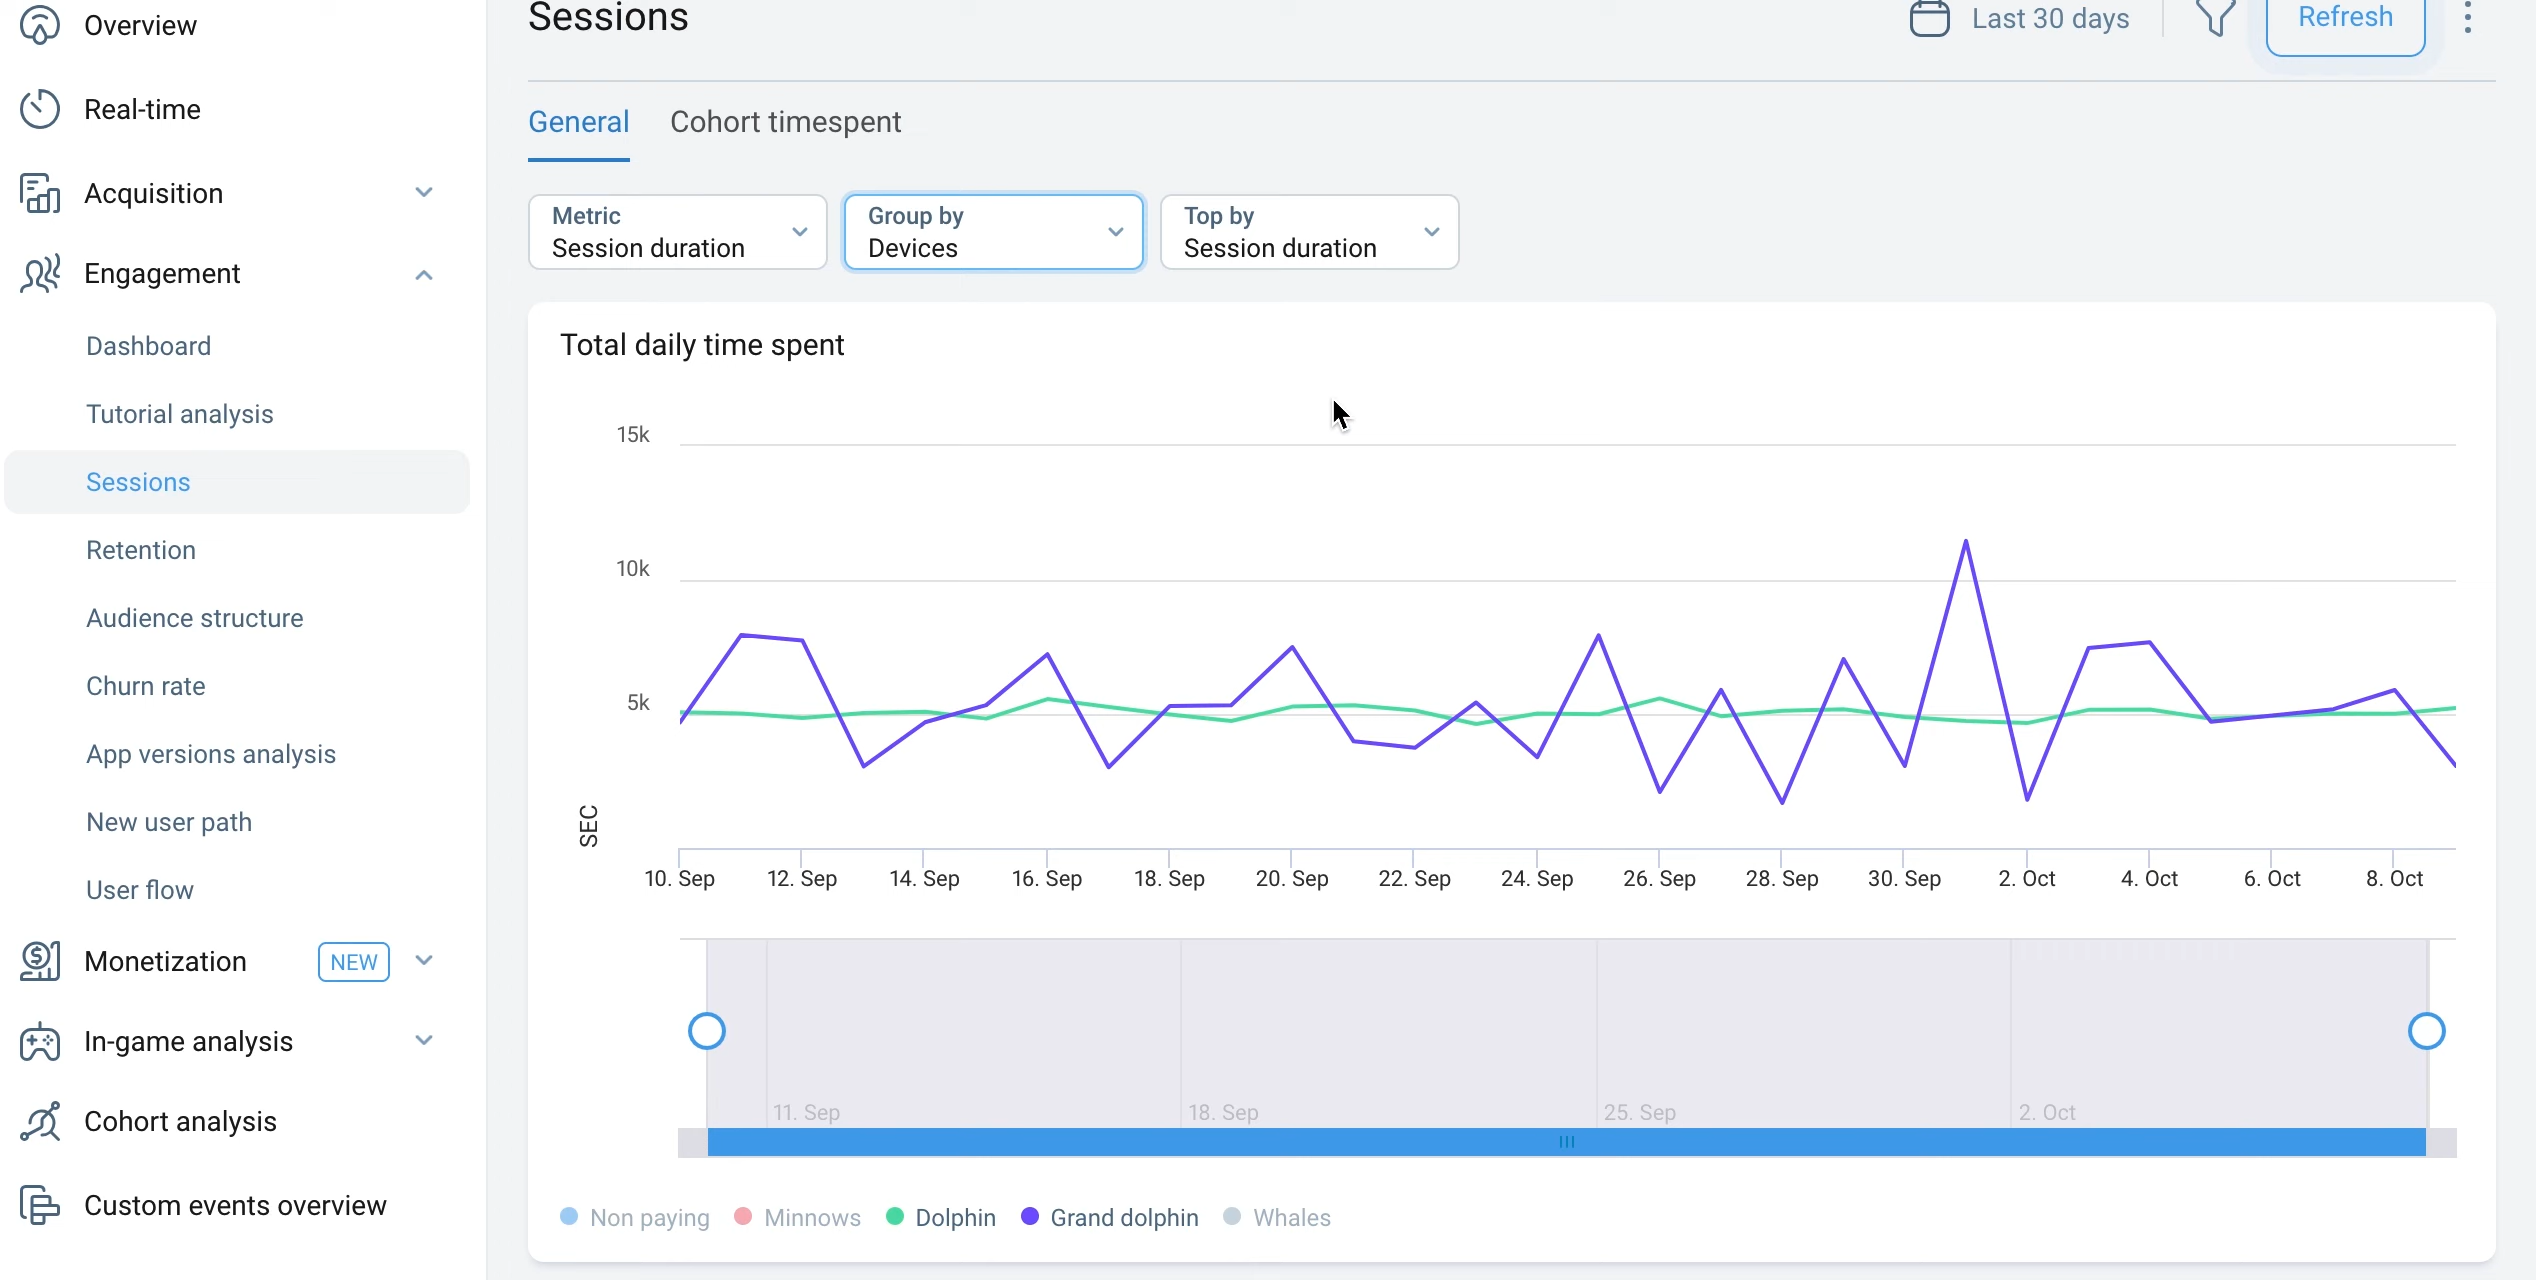 Overview
Real-time
Acquisition
Engagement
Dashboard
Tutorial analysis
Sessions
Retention
Audience structure
Churn rate
App versions analysis
New user path
User flow
Monetization NEW
In-game analysis
Cohort analysis
Custom events overview
Sessions
Last 30 days
Refresh
General Cohort timespent
Metric
Session duration
Group by
Devices
Top by
Session duration
Total daily time spent
15k
10k
5k
SEC
10. Sep 12. Sep 14. Sep 16. Sep 18. Sep 20. Sep 22. Sep 24. Sep 26. Sep 28. Sep 30. Sep 2. Oct 4. Oct 6. Oct 8. Oct
11. Sep 18. Sep 25. Sep 2. Oct
Non paying Minnows Dolphin Grand dolphin Whales